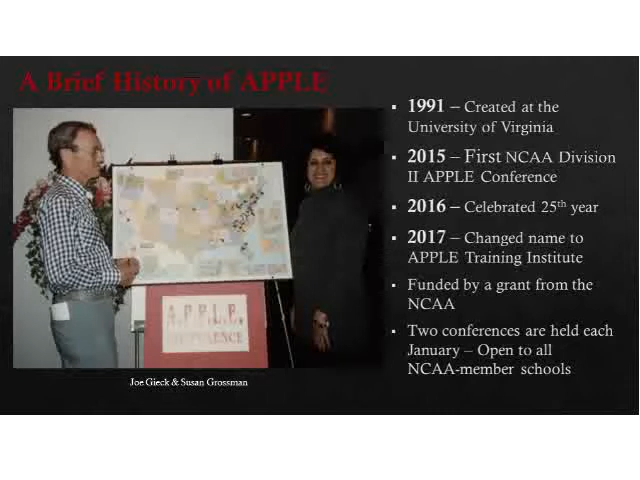 A Brief History of APPLE
▪ 1991 – Created at the
University of Virginia
▪ 2015 – First NCAA Division
II APPLE Conference
▪ 2016 – Celebrated 25th year
▪ 2017 – Changed name to
APPLE Training Institute
▪ Funded by a grant from the
NCAA
▪ Two conferences are held each
January – Open to all
NCAA-member schools
A.P.P.L.E.
CONFERENCE
Joe Gieck & Susan Grossman